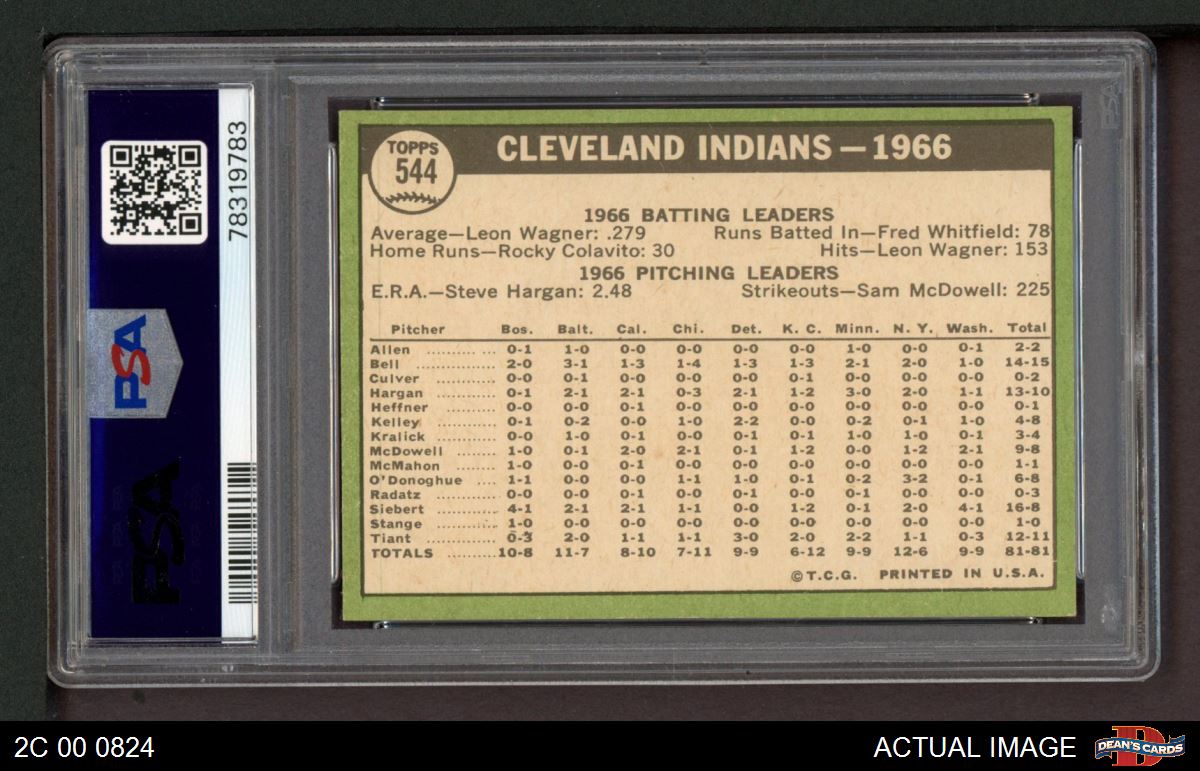 PSA
78319783
PSA
PSA
TOPPS
544
CLEVELAND INDIANS — 1966
1966 BATTING LEADERS
Average—Leon Wagner: .279 Runs Batted In—Fred Whitfield: 78
Home Runs—Rocky Colavito: 30 Hits—Leon Wagner: 153
1966 PITCHING LEADERS
E.R.A.—Steve Hargan: 2.48 Strikeouts—Sam McDowell: 225
Pitcher Bos. Balt. Cal. Chi. Det. K. C. Minn. N. Y. Wash. Total
Allen .......... ... 0-1 1-0 0-0 0-0 0-0 0-0 1-0 0-0 0-1 2-2
Bell .................. 2-0 3-1 1-3 1-4 1-3 1-3 2-1 2-0 1-0 14-15
Culver ............ 0-0 0-1 0-0 0-0 0-0 0-1 0-0 0-0 0-0 0-2
Hargan ............ 0-1 2-1 2-1 0-3 2-1 1-2 3-0 2-0 1-1 13-10
Heffner .......... 0-1 0-0 0-0 0-0 0-0 0-0 0-0 0-0 0-0 0-1
Kelley ............. 0-1 0-2 0-0 1-0 2-2 0-0 0-2 0-1 1-0 4-8
Kralick ............ 0-0 1-0 0-1 0-0 0-1 0-1 1-0 1-0 0-1 3-4
McDowell ........ 1-0 0-1 2-0 2-1 0-1 1-2 0-0 1-2 2-1 9-8
McMahon ....... 1-0 0-1 0-0 0-0 0-0 0-0 0-0 0-0 0-0 1-1
O'Donoghue .... 1-1 0-0 0-0 1-1 1-0 0-1 0-2 3-2 0-1 6-8
Radatz ............ 0-0 0-0 0-1 0-0 0-1 0-0 0-0 0-1 0-0 0-3
Siebert ............ 4-1 2-1 2-1 1-1 0-0 1-2 0-1 2-0 4-1 16-8
Stange ............ 1-0 0-0 0-0 0-0 0-0 0-0 0-0 0-0 0-0 1-0
Tiant ............... 0-3 2-0 1-1 1-1 3-0 2-0 2-2 1-1 0-3 12-11
TOTALS ......... 10-8 11-7 8-10 7-11 9-9 6-12 9-9 12-6 9-9 81-81
©T.C.G. PRINTED IN U.S.A.
2C 00 0824
ACTUAL IMAGE
D
DEAN'S CARDS